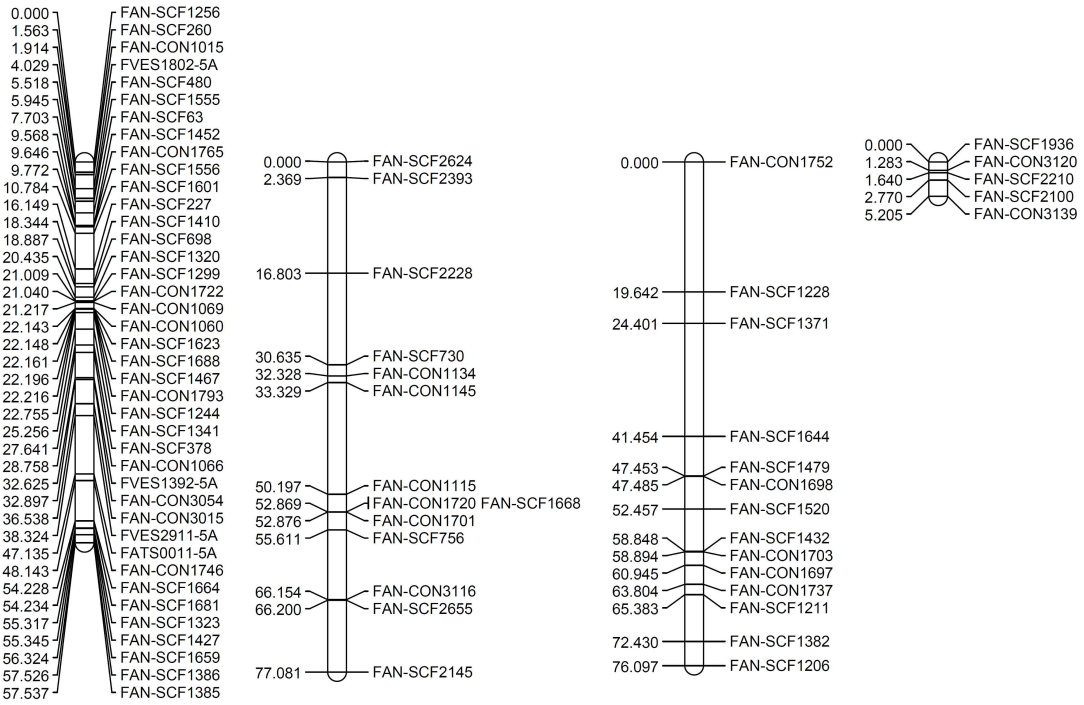 0.000 FAN-SCF1256
1.563 FAN-SCF260
1.914 FAN-CON1015
4.029 FVES1802-5A
5.518 FAN-SCF480
5.945 FAN-SCF1555
7.703 FAN-SCF63
9.568 FAN-SCF1452
9.646 FAN-CON1765
9.772 FAN-SCF1556
10.784 FAN-SCF1601
16.149 FAN-SCF227
18.344 FAN-SCF1410
18.887 FAN-SCF698
20.435 FAN-SCF1320
21.009 FAN-SCF1299
21.040 FAN-CON1722
21.217 FAN-CON1069
22.143 FAN-CON1060
22.148 FAN-SCF1623
22.161 FAN-SCF1688
22.196 FAN-SCF1467
22.216 FAN-CON1793
22.755 FAN-SCF1244
25.256 FAN-SCF1341
27.641 FAN-SCF378
28.758 FAN-CON1066
32.625 FVES1392-5A
32.897 FAN-CON3054
36.538 FAN-CON3015
38.324 FVES2911-5A
47.135 FATS0011-5A
48.143 FAN-CON1746
54.228 FAN-SCF1664
54.234 FAN-SCF1681
55.317 FAN-SCF1323
55.345 FAN-SCF1427
56.324 FAN-SCF1659
57.526 FAN-SCF1386
57.537 FAN-SCF1385
0.000 FAN-SCF2624
2.369 FAN-SCF2393
16.803 FAN-SCF2228
30.635 FAN-SCF730
32.328 FAN-CON1134
33.329 FAN-CON1145
50.197 FAN-CON1115
52.869 FAN-CON1720 FAN-SCF1668
52.876 FAN-CON1701
55.611 FAN-SCF756
66.154 FAN-CON3116
66.200 FAN-SCF2655
77.081 FAN-SCF2145
0.000 FAN-CON1752
19.642 FAN-SCF1228
24.401 FAN-SCF1371
41.454 FAN-SCF1644
47.453 FAN-SCF1479
47.485 FAN-CON1698
52.457 FAN-SCF1520
58.848 FAN-SCF1432
58.894 FAN-CON1703
60.945 FAN-CON1697
63.804 FAN-CON1737
65.383 FAN-SCF1211
72.430 FAN-SCF1382
76.097 FAN-SCF1206
0.000 FAN-SCF1936
1.283 FAN-CON3120
1.640 FAN-SCF2210
2.770 FAN-SCF2100
5.205 FAN-CON3139